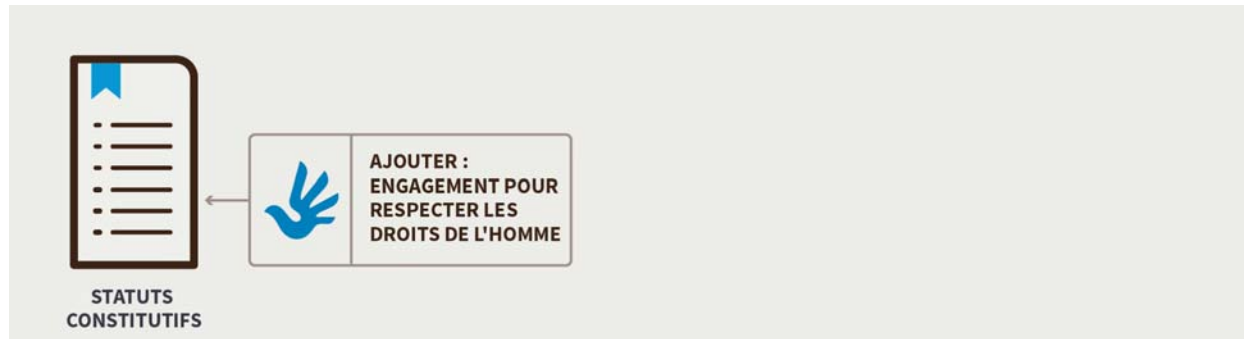 AJOUTER :
ENGAGEMENT POUR
RESPECTER LES
DROITS DE L'HOMME
STATUTS
CONSTITUTIFS